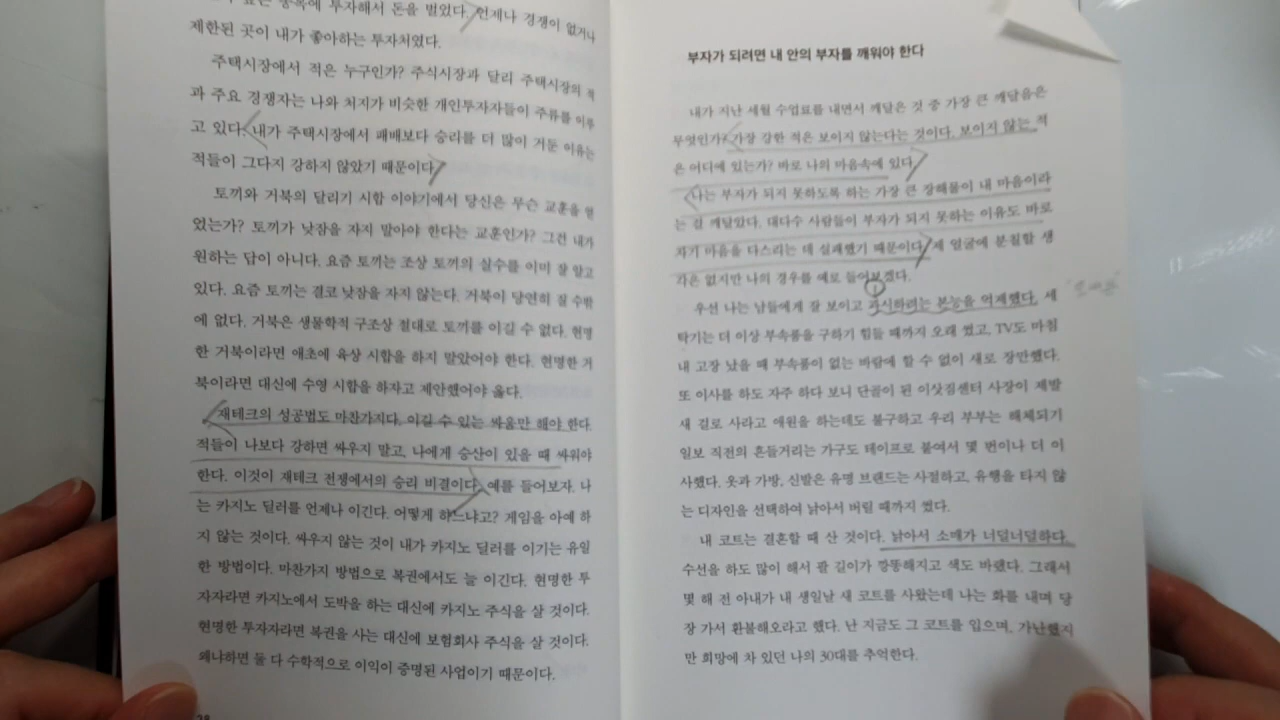 종목에 투자해서 돈을 벌었다. 언제나 경쟁이 없거나
제한된 곳이 내가 좋아하는 투자처였다.
주택시장에서 적은 누구인가? 주식시장과 달리 주택시장의 적
과 주요 경쟁자는 나와 처지가 비슷한 개인투자자들이 주류를 이루
고 있다. 내가 주택시장에서 패배보다 승리를 더 많이 거둔 이유는
적들이 그다지 강하지 않았기 때문이다.
토끼와 거북의 달리기 시합 이야기에서 당신은 무슨 교훈을 얻
었는가? 토끼가 낮잠을 자지 말아야 한다는 교훈인가? 그건 내가
원하는 답이 아니다. 요즘 토끼는 조상 토끼의 실수를 이미 잘 알고
있다. 요즘 토끼는 결코 낮잠을 자지 않는다. 거북이 당연히 질 수밖
에 없다. 거북은 생물학적 구조상 절대로 토끼를 이길 수 없다. 현명
한 거북이라면 애초에 육상 시합을 하지 말았어야 한다. 현명한 거
북이라면 대신에 수영 시합을 하자고 제안했어야 옳다.
재테크의 성공법도 마찬가지다. 이길 수 있는 싸움만 해야 한다.
적들이 나보다 강하면 싸우지 말고, 나에게 승산이 있을 때 싸워야
한다. 이것이 재테크 전쟁에서의 승리 비결이다. 예를 들어보자. 나
는 카지노 딜러를 언제나 이긴다. 어떻게 하느냐고? 게임을 아예 하
지 않는 것이다. 싸우지 않는 것이 내가 카지노 딜러를 이기는 유일
한 방법이다. 마찬가지 방법으로 복권에서도 늘 이긴다. 현명한 투
자자라면 카지노에서 도박을 하는 대신에 카지노 주식을 살 것이다.
현명한 투자자라면 복권을 사는 대신에 보험회사 주식을 살 것이다.
왜냐하면 둘 다 수학적으로 이익이 증명된 사업이기 때문이다.
부자가 되려면 내 안의 부자를 깨워야 한다
내가 지난 세월 수업료를 내면서 깨달은 것 중 가장 큰 깨달음은
무엇인가? 가장 강한 적은 보이지 않는다는 것이다. 보이지 않는 적
은 어디에 있는가? 바로 나의 마음속에 있다.
나는 부자가 되지 못하도록 하는 가장 큰 장해물이 내 마음이라
는 걸 깨달았다. 대다수 사람들이 부자가 되지 못하는 이유도 바로
자기 마음을 다스리는 데 실패했기 때문이다. 제 얼굴에 분칠할 생
각은 없지만 나의 경우를 예로 들어보겠다.
우선 나는 남들에게 잘 보이고 과시하려는 본능을 억제했다. 세
탁기는 더 이상 부속품을 구하기 힘들 때까지 오래 썼고, TV도 마침
내 고장 났을 때 부속품이 없는 바람에 할 수 없이 새로 장만했다.
또 이사를 하도 자주 하다 보니 단골이 된 이삿짐센터 사장이 제발
새 걸로 사라고 애원을 하는데도 불구하고 우리 부부는 해체되기
일보 직전의 흔들거리는 가구도 테이프로 붙여서 몇 번이나 더 이
사했다. 옷과 가방, 신발은 유명 브랜드는 사절하고, 유행을 타지 않
는 디자인을 선택하여 낡아서 버릴 때까지 썼다.
내 코트는 결혼할 때 산 것이다. 낡아서 소매가 너덜너덜하다.
수선을 하도 많이 해서 팔 길이가 깡똥해지고 색도 바랬다. 그래서
몇 해 전 아내가 내 생일날 새 코트를 사왔는데 나는 화를 내며 당
장 가서 환불해오라고 했다. 난 지금도 그 코트를 입으며, 가난했지
만 희망에 차 있던 나의 30대를 추억한다.